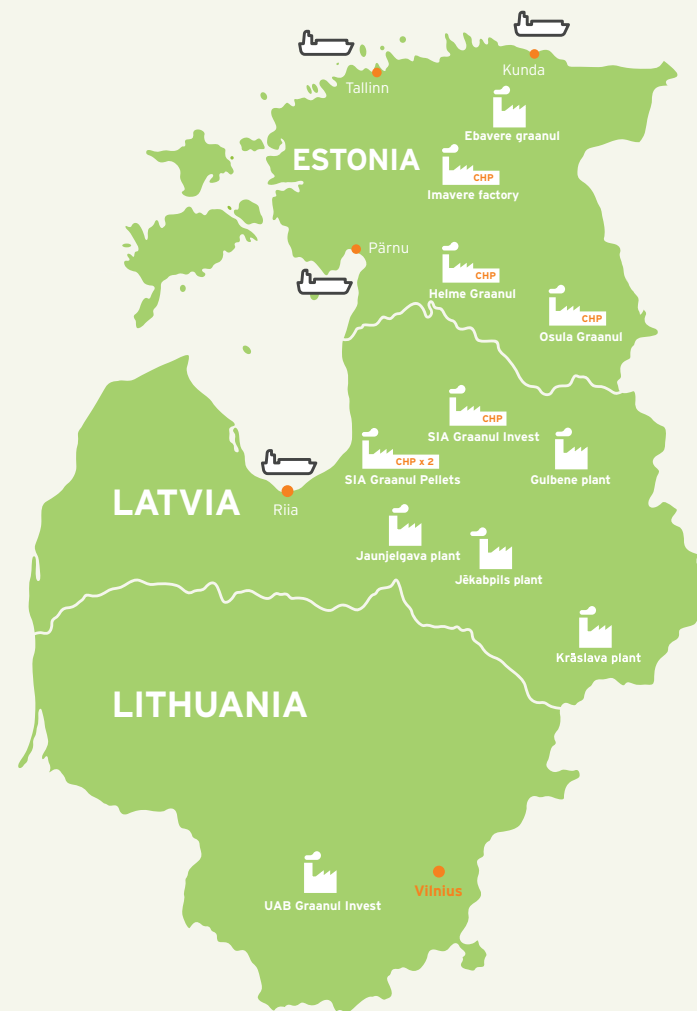 Kunda
Tallinn
Ebavere graanul
ESTONIA
CHP
Imavere factory
Pärnu
CHP
Helme Graanul
CHP
Osula Graanul
CHP
SIA Graanul Invest
CHP x 2
SIA Graanul Pellets
Gulbene plant
LATVIA
Riia
Jaunjelgava plant
Jēkabpils plant
Krāslava plant
LITHUANIA
Vilnius
UAB Graanul Invest